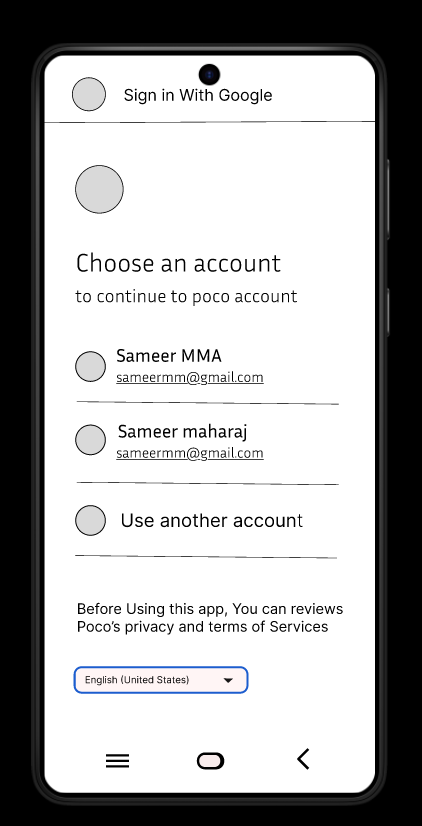 Sign in With Google
Choose an account
to continue to poco account
Sameer MMA
sameermm@gmail.com
Sameer maharaj
sameermm@gmail.com
Use another account
Before Using this app, You can reviews
Poco's privacy and terms of Services
English (United States)